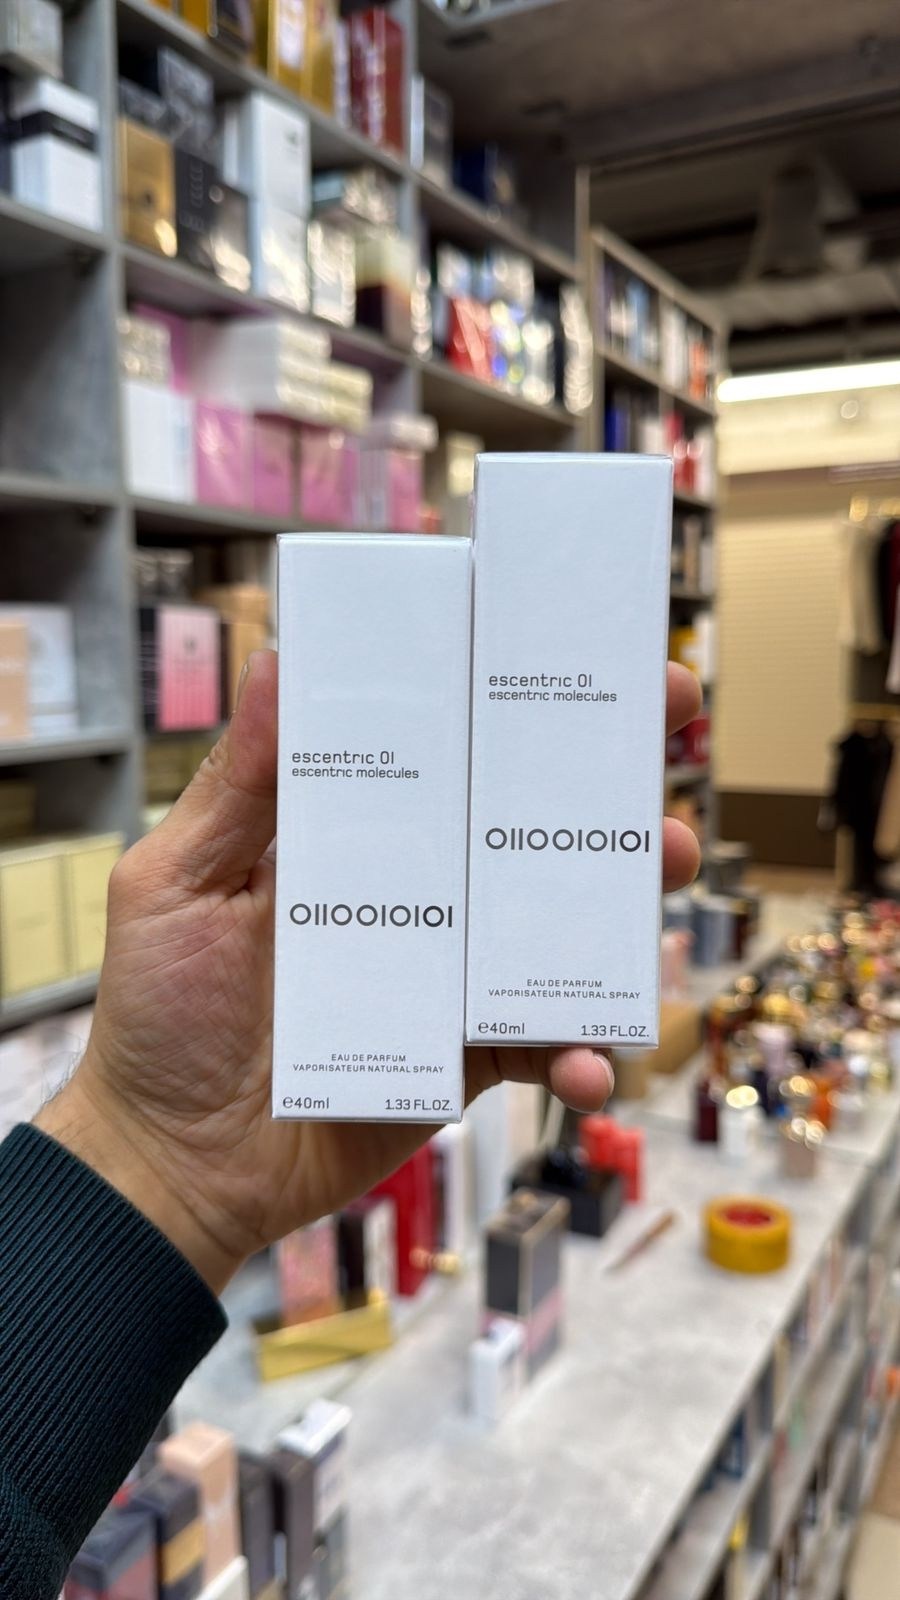 escentric 01
escentric molecules
0110010101
EAU DE PARFUM
VAPORISATEUR NATURAL SPRAY
e40ml 1.33 FL.OZ.
escentric 01
escentric molecules
0110010101
EAU DE PARFUM
VAPORISATEUR NATURAL SPRAY
e40ml 1.33 FL.OZ.